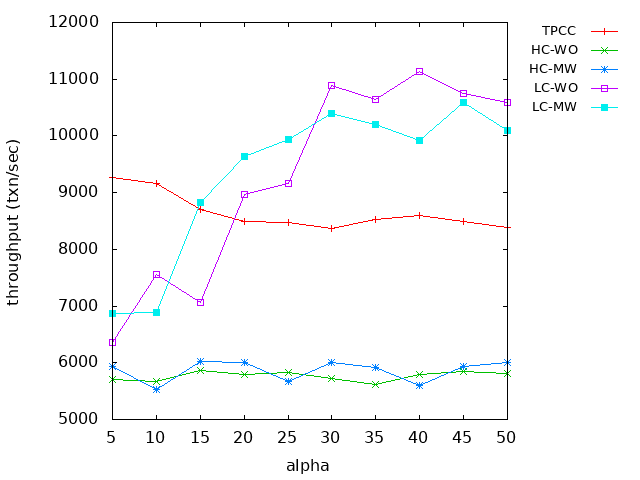 12000
11000
10000
9000
8000
7000
6000
5000
throughput (txn/sec)
5 10 15 20 25 30 35 40 45 50
alpha
TPCC
HC-WO
HC-MW
LC-WO
LC-MW